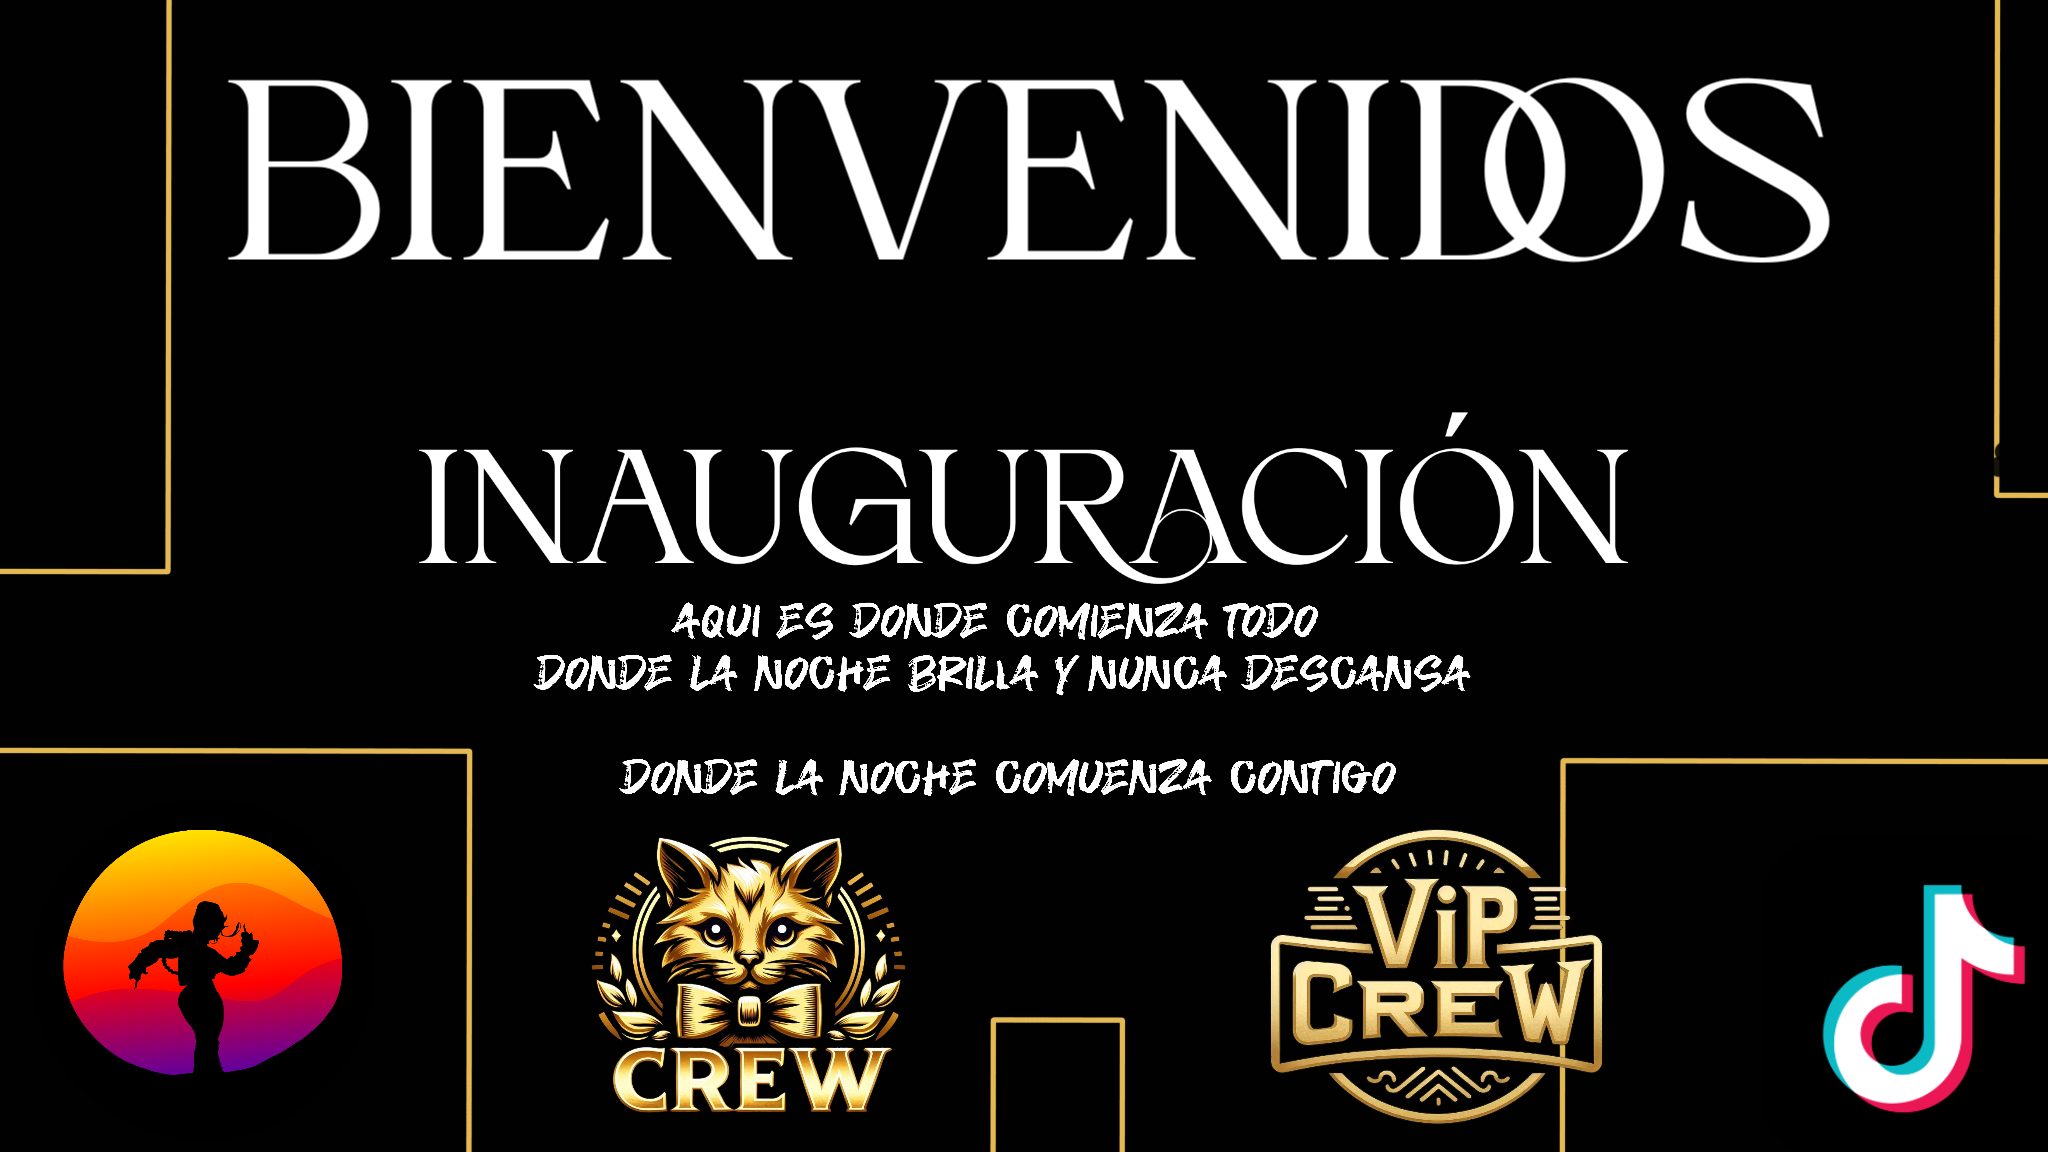 BIENVENIDOS
INAUGURACIÓN
AQUI ES DONDE COMIENZA TODO
DONDE LA NOCHE BRILLA Y NUNCA DESCANSA
DONDE LA NOCHE COMUENZA CONTIGO
CREW
ViP
CREW